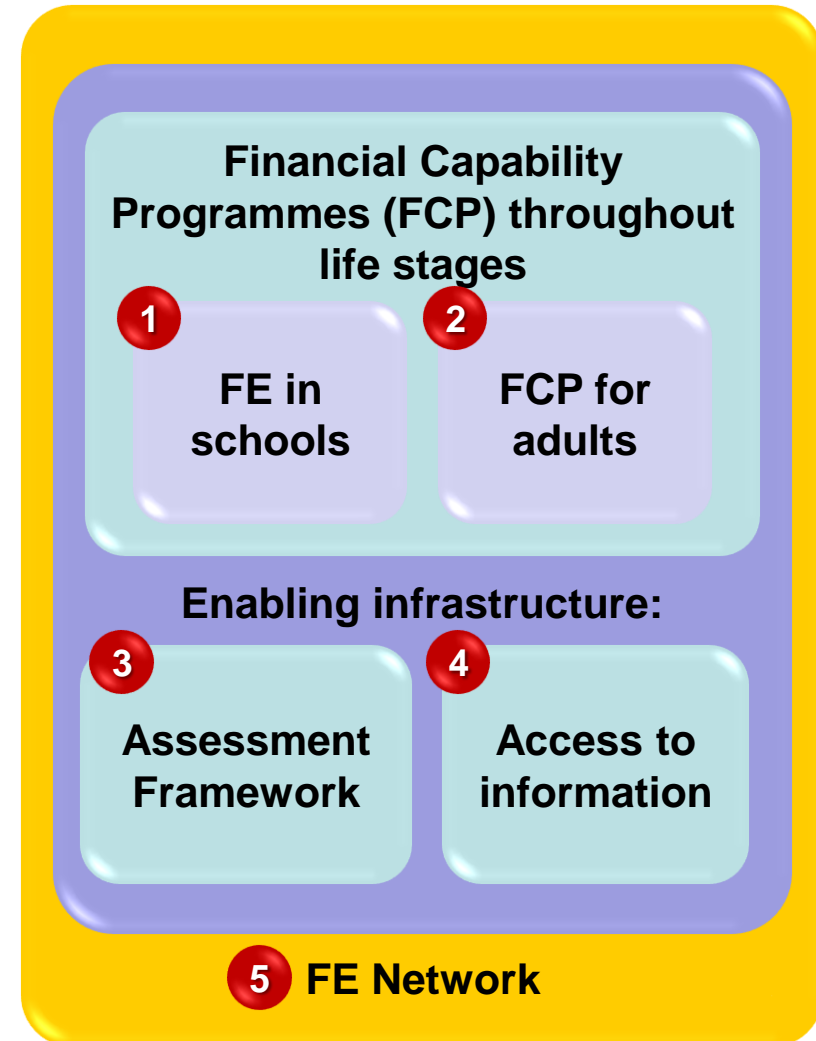 Financial Capability
Programmes (FCP) throughout
life stages
1
FE in
schools
2
FCP for
adults
Enabling infrastructure:
3
Assessment
Framework
4
Access to
information
5 FE Network